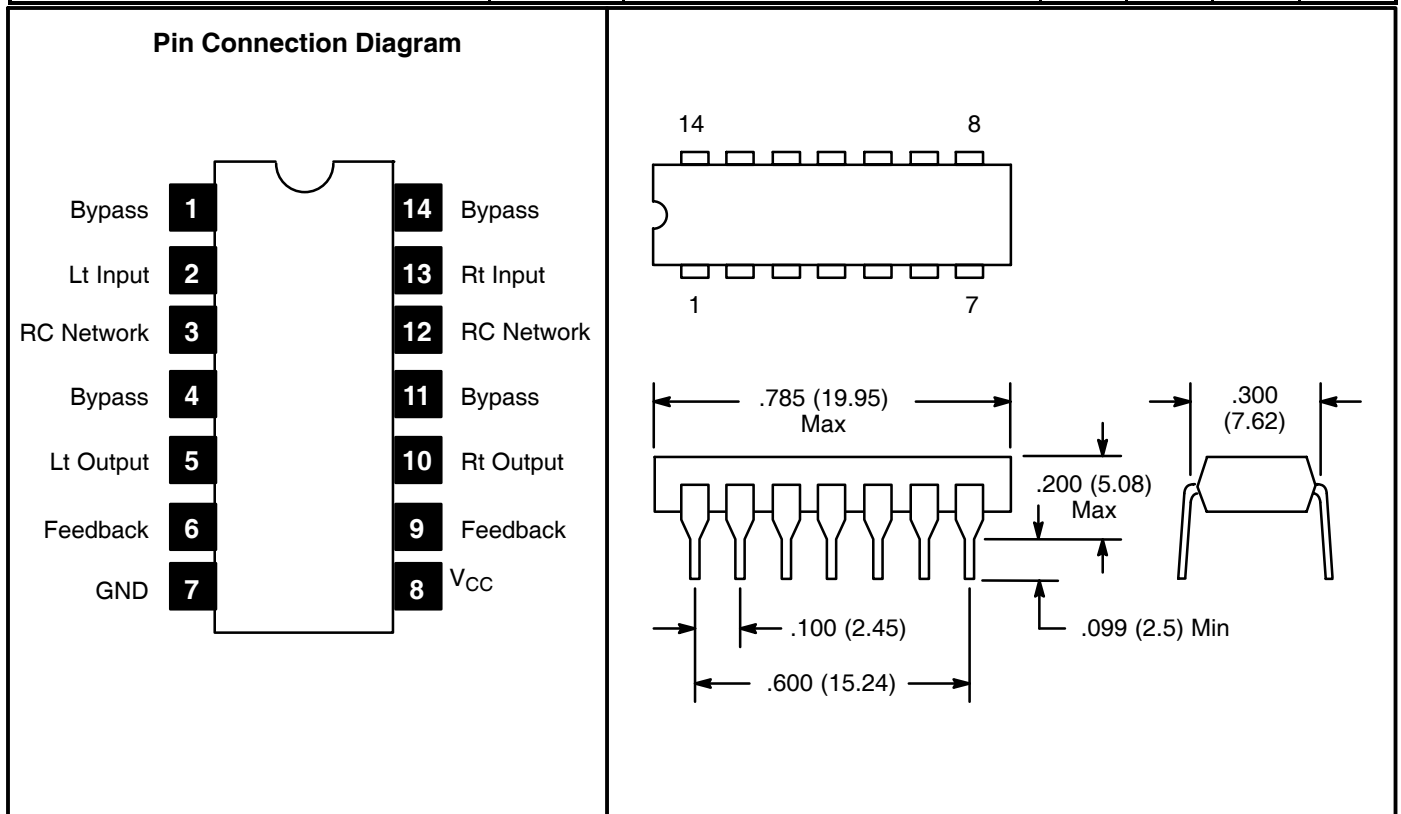 Pin Connection Diagram
Bypass 1 14 Bypass
Lt Input 2 13 Rt Input
RC Network 3 12 RC Network
Bypass 4 11 Bypass
Lt Output 5 10 Rt Output
Feedback 6 9 Feedback
GND 7 8 VCC
14 8
1 7
.785 (19.95)
Max
.300
(7.62)
.200 (5.08)
Max
.100 (2.45)
.099 (2.5) Min
.600 (15.24)